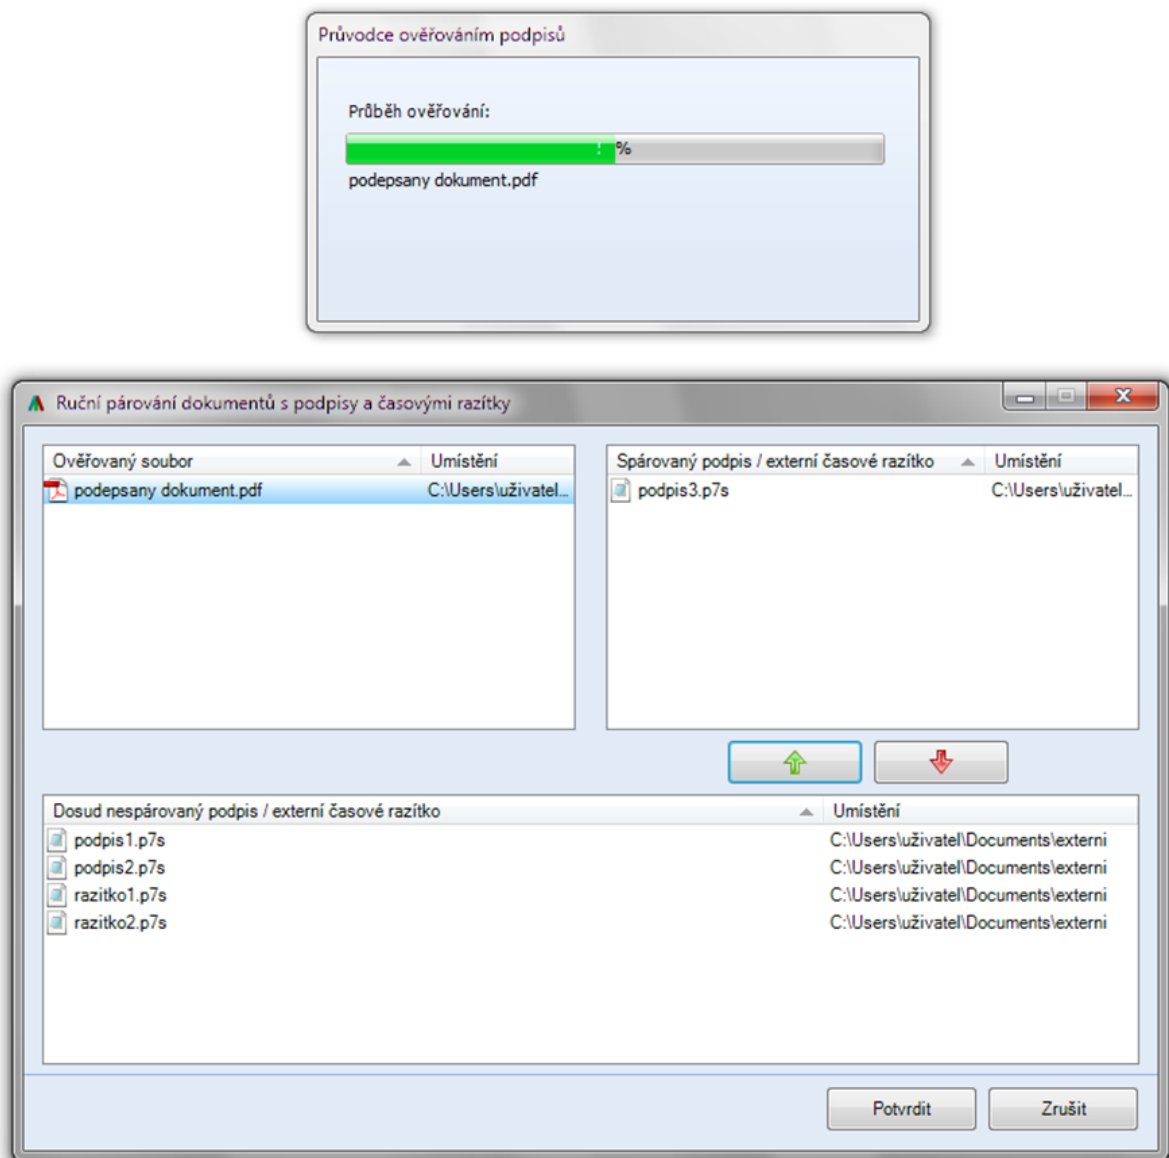 Průvodce ověřováním podpisů
Průběh ověřování:
%
podepsany dokument.pdf
Ruční párování dokumentů s podpisy a časovými razítky
Ověřovaný soubor Umístění
podepsany dokument.pdf C:\Users\uživatel...
Spárovaný podpis / externí časové razítko Umístění
podpis3.p7s C:\Users\uživatel...
Dosud nespárovaný podpis / externí časové razítko Umístění
podpis1.p7s C:\Users\uživatel\Documents\externi
podpis2.p7s C:\Users\uživatel\Documents\externi
razitko1.p7s C:\Users\uživatel\Documents\externi
razitko2.p7s C:\Users\uživatel\Documents\externi
Potvrdit Zrušit